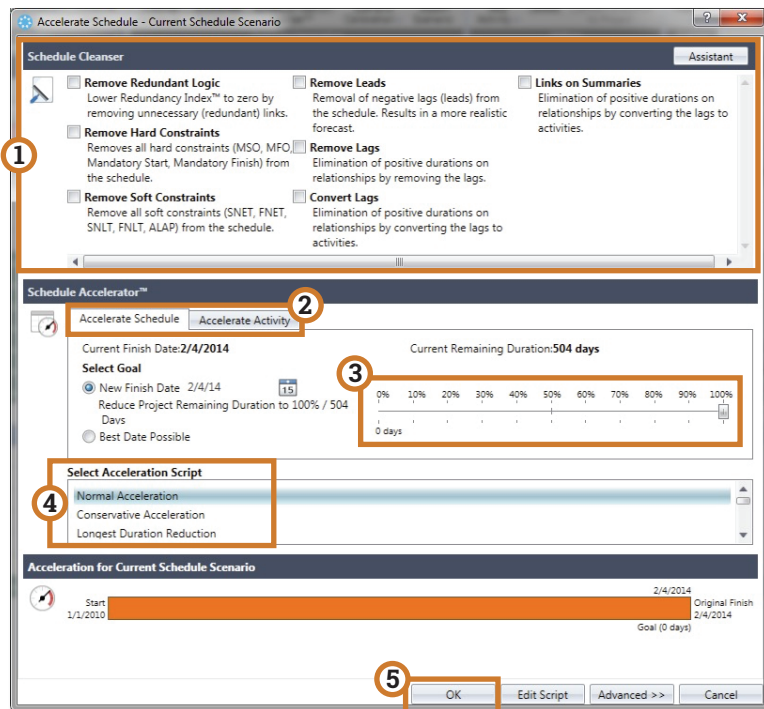 Accelerate Schedule - Current Schedule Scenario
?
x
Schedule Cleanser
Assistant
1
Remove Redundant Logic
Lower Redundancy Index™ to zero by
removing unnecessary (redundant) links.
Remove Hard Constraints
Removes all hard constraints (MSO, MFO,
Mandatory Start, Mandatory Finish) from
the schedule.
Remove Soft Constraints
Remove all soft constraints (SNET, FNET,
SNLT, FNLT, ALAP) from the schedule.
Remove Leads
Removal of negative lags (leads) from
the schedule. Results in a more realistic
forecast.
Remove Lags
Elimination of positive durations on
relationships by removing the lags.
Convert Lags
Elimination of positive durations on
relationships by converting the lags to
activities.
Links on Summaries
Elimination of positive durations on
relationships by converting the lags to
activities.
Schedule Accelerator™
2
Accelerate Schedule
Accelerate Activity
Current Finish Date:2/4/2014
Current Remaining Duration:504 days
Select Goal
New Finish Date 2/4/14
15
Reduce Project Remaining Duration to 100% / 504
Days
Best Date Possible
3
0% 10% 20% 30% 40% 50% 60% 70% 80% 90% 100%
0 days
Select Acceleration Script
4
Normal Acceleration
Conservative Acceleration
Longest Duration Reduction
Acceleration for Current Schedule Scenario
2/4/2014
Start
1/1/2010
Original Finish
2/4/2014
Goal (0 days)
5
OK
Edit Script
Advanced >>
Cancel